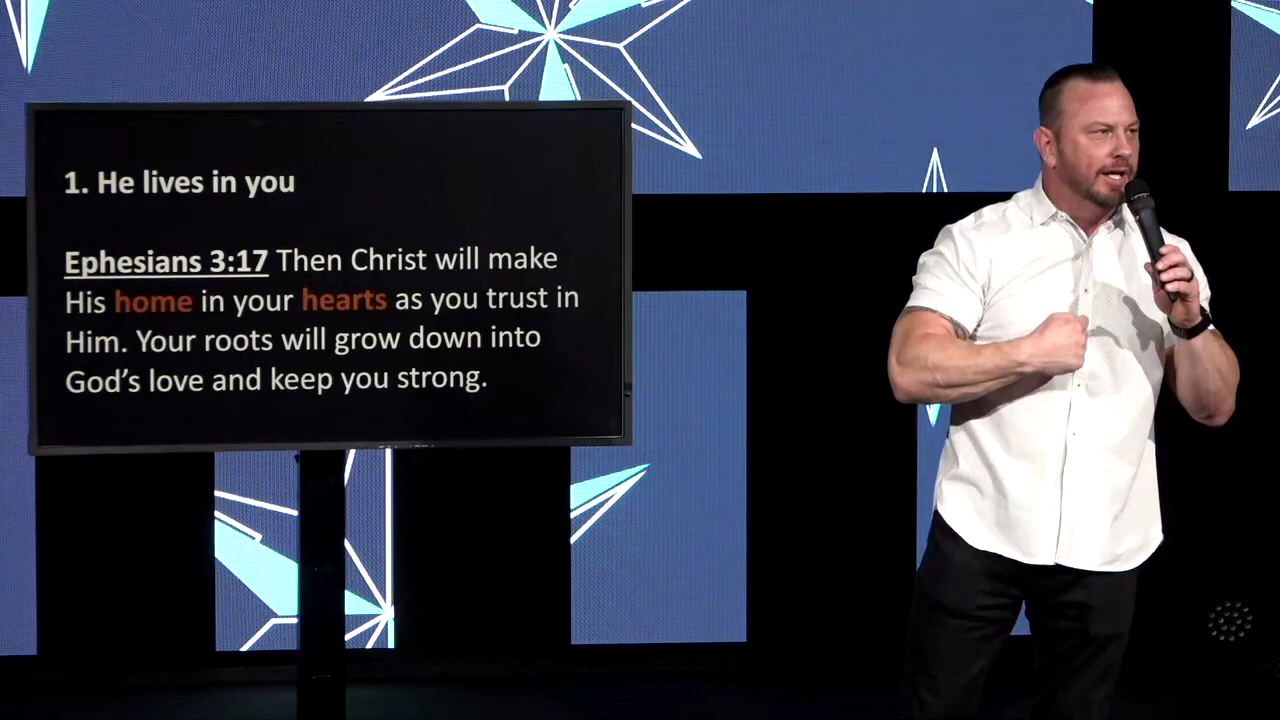 1. He lives in you
Ephesians 3:17 Then Christ will make
His home in your hearts as you trust in
Him. Your roots will grow down into
God's love and keep you strong.